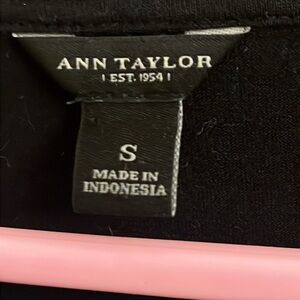 ANN TAYLOR
| EST. 1954 |
S
MADE IN
INDONESIA